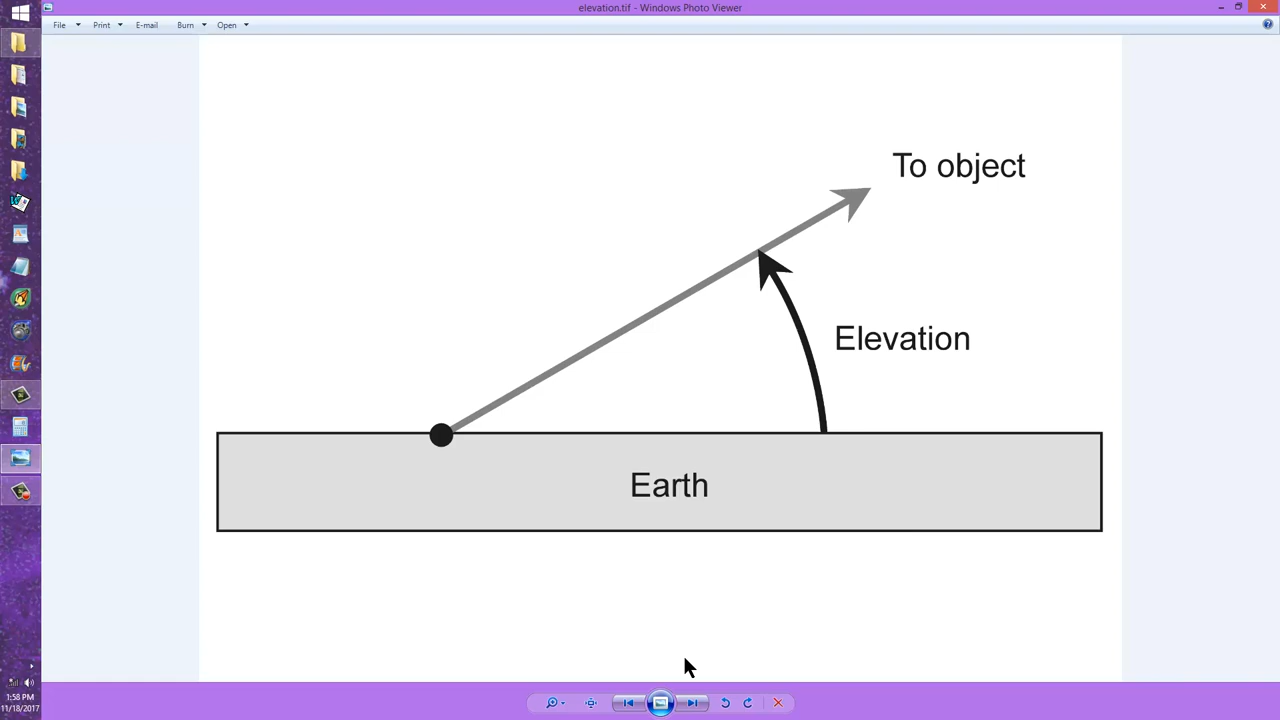 elevation.tif - Windows Photo Viewer
File Print E-mail Burn Open
To object
Elevation
Earth
1:58 PM
11/18/2017